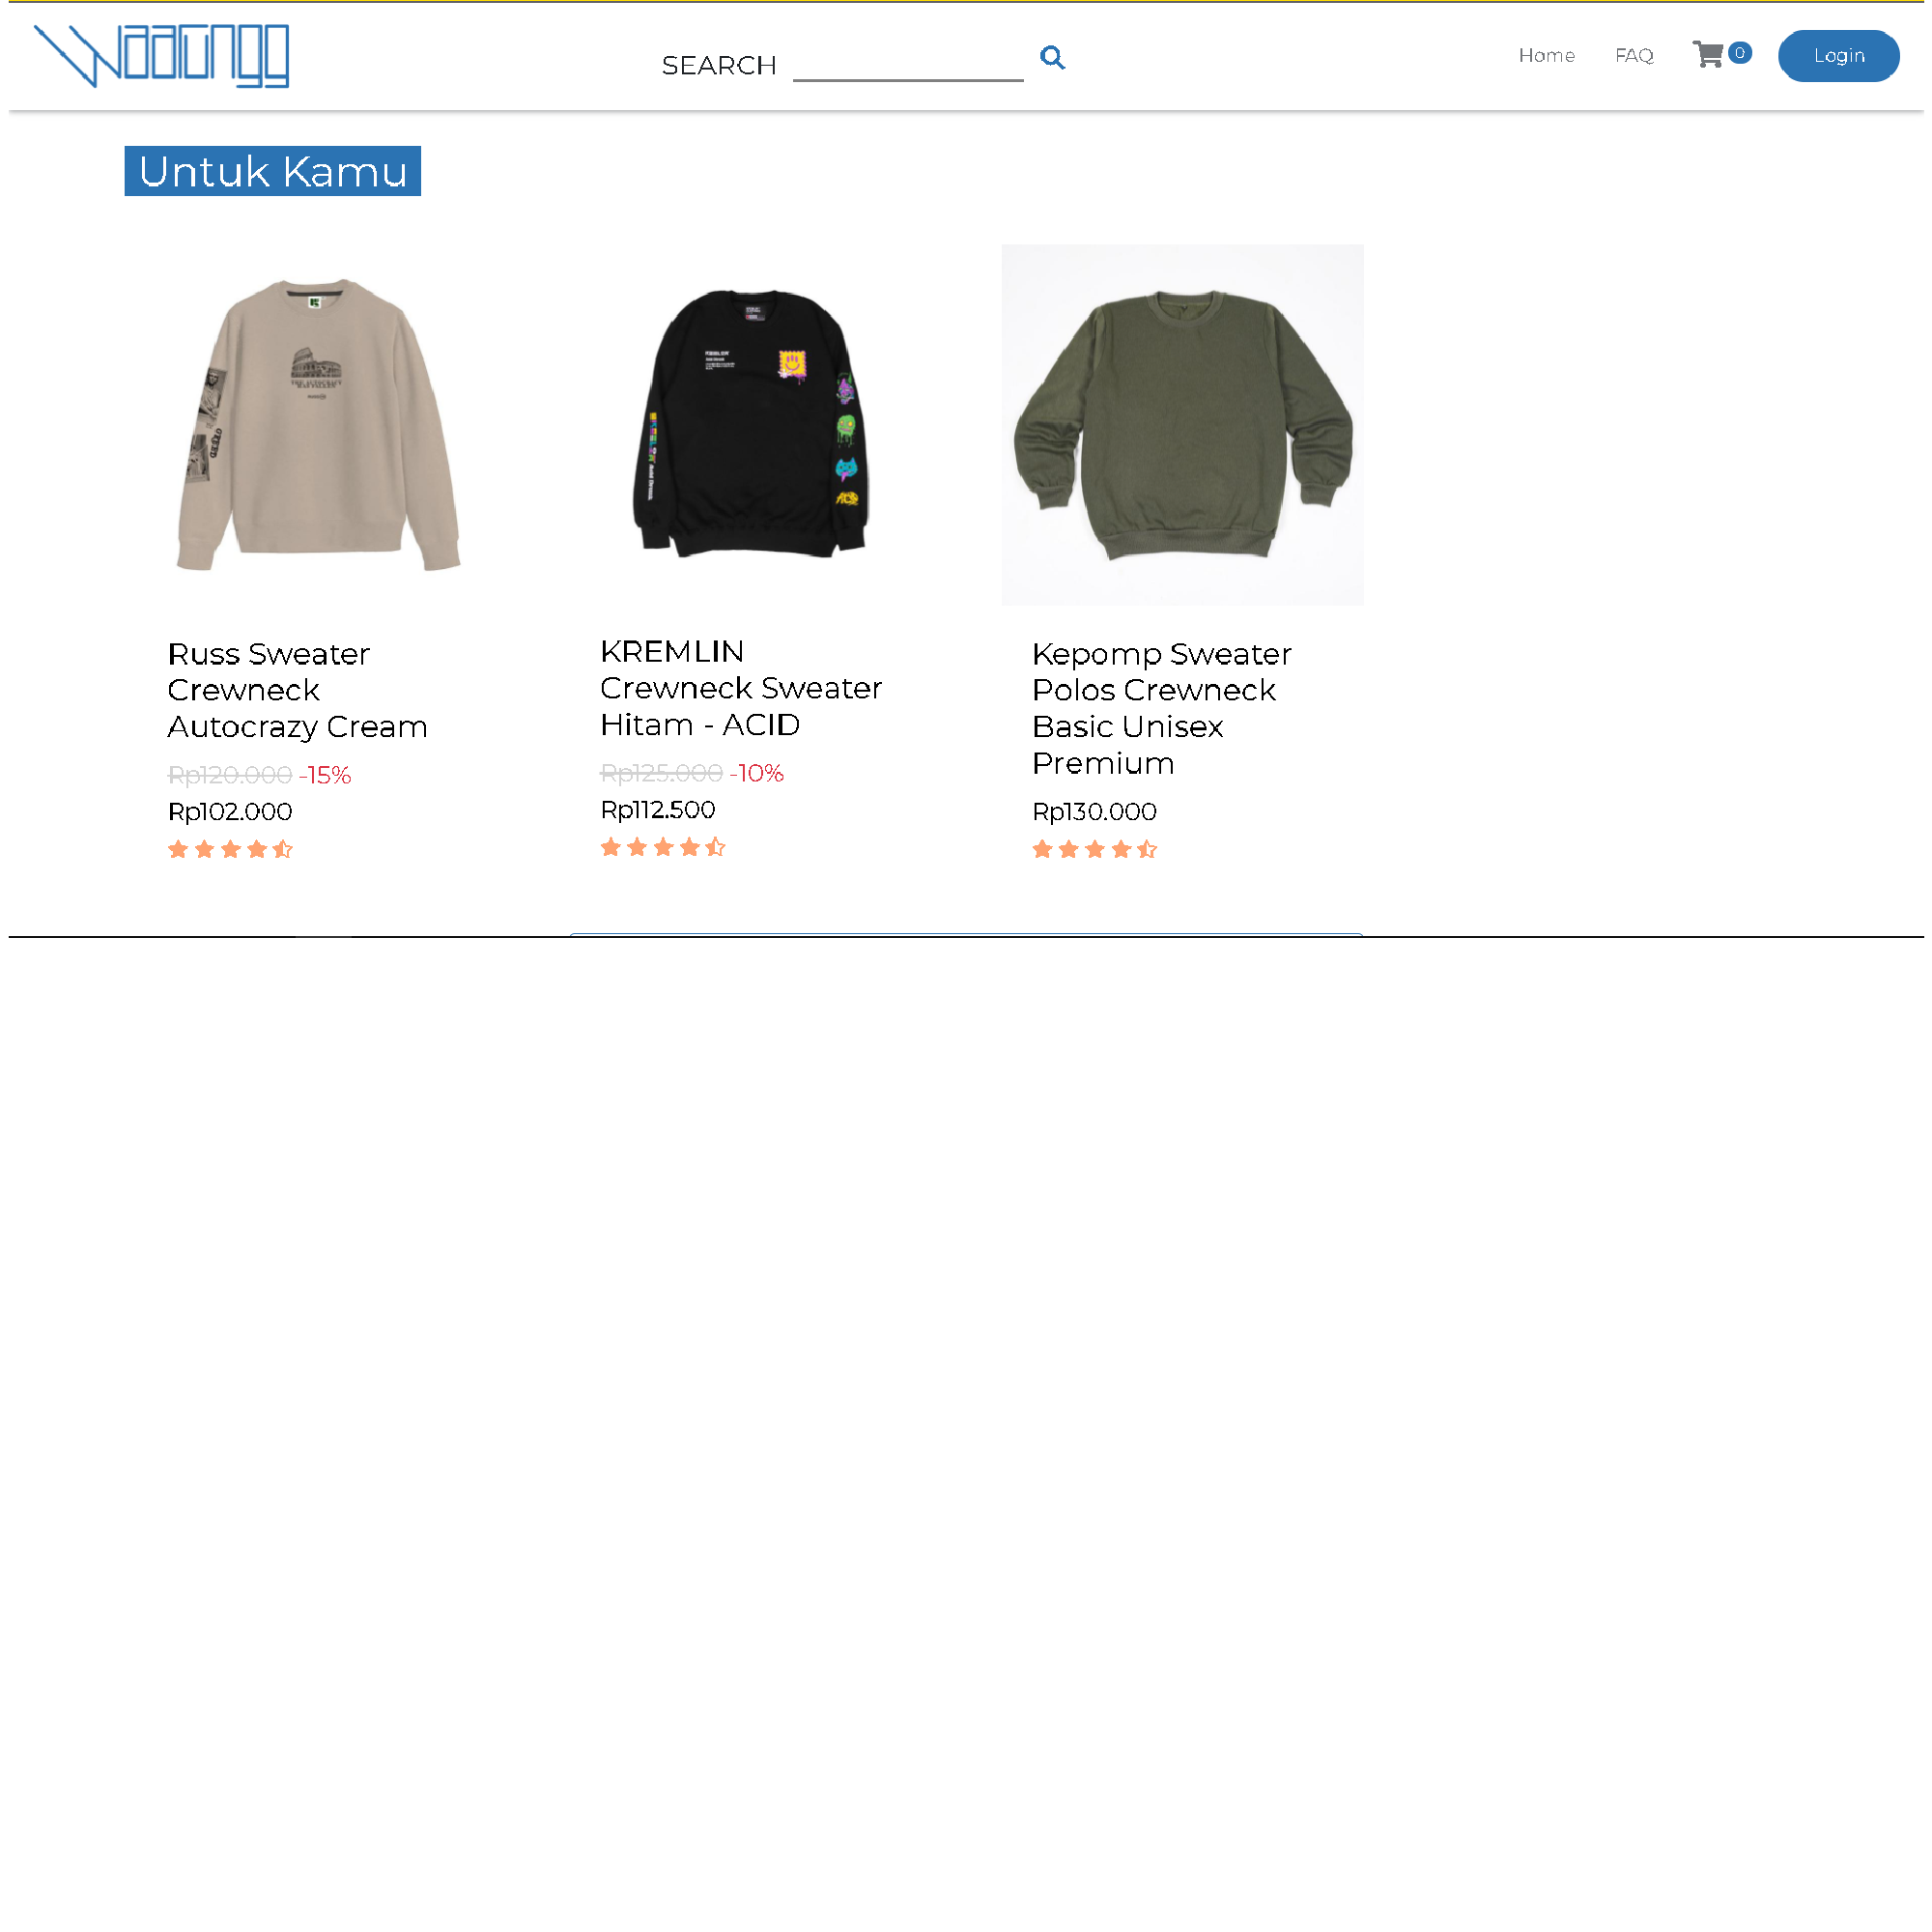 Waarungg
SEARCH
Home
FAQ
0
Login
Untuk Kamu
Russ Sweater
Crewneck
Autocrazy Cream
Rp120.000 -15%
Rp102.000
KREMLIN
Crewneck Sweater
Hitam - ACID
Rp125.000 -10%
Rp112.500
Kepomp Sweater
Polos Crewneck
Basic Unisex
Premium
Rp130.000